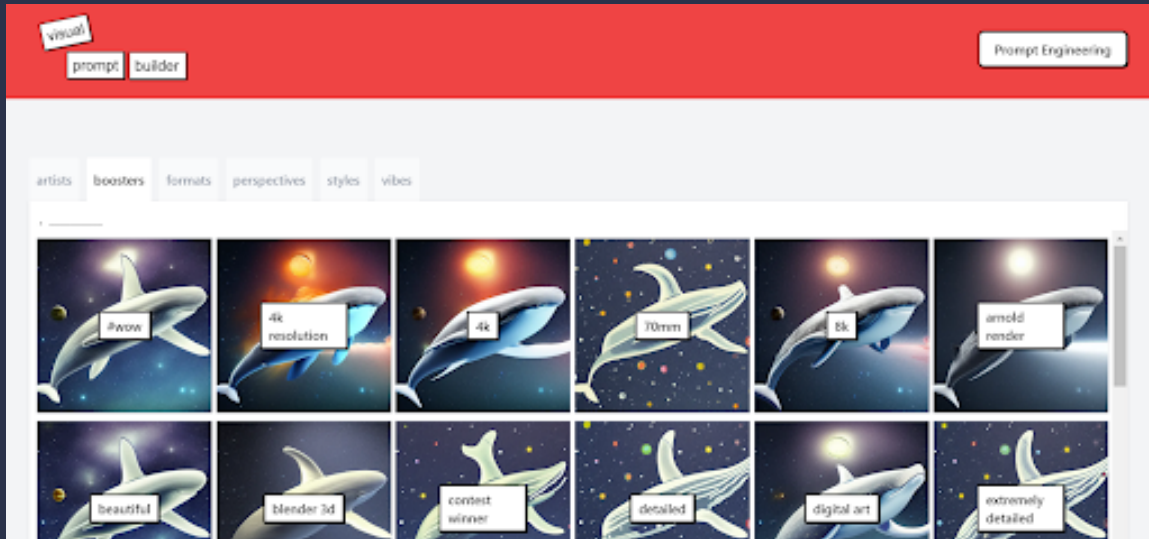 visual
prompt builder
Prompt Engineering
artists boosters formats perspectives styles vibes
#wow
4k
resolution
4k
70mm
8k
arnold
render
beautiful
blender 3d
contest
winner
detailed
digital art
extremely
detailed